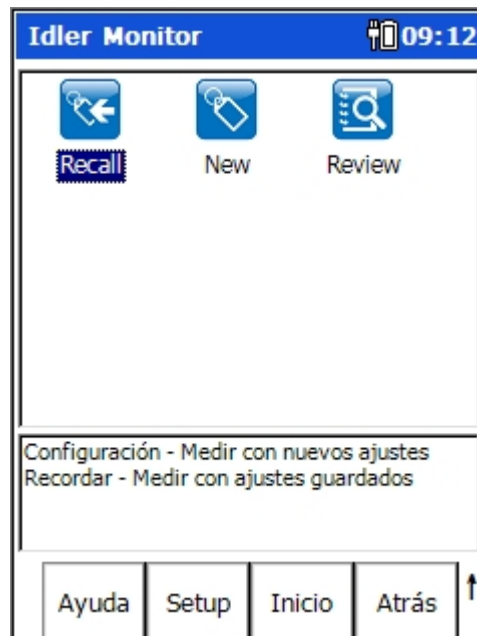 Idler Monitor 09:12
Recall New Review
Configuración - Medir con nuevos ajustes
Recordar - Medir con ajustes guardados
Ayuda Setup Inicio Atrás